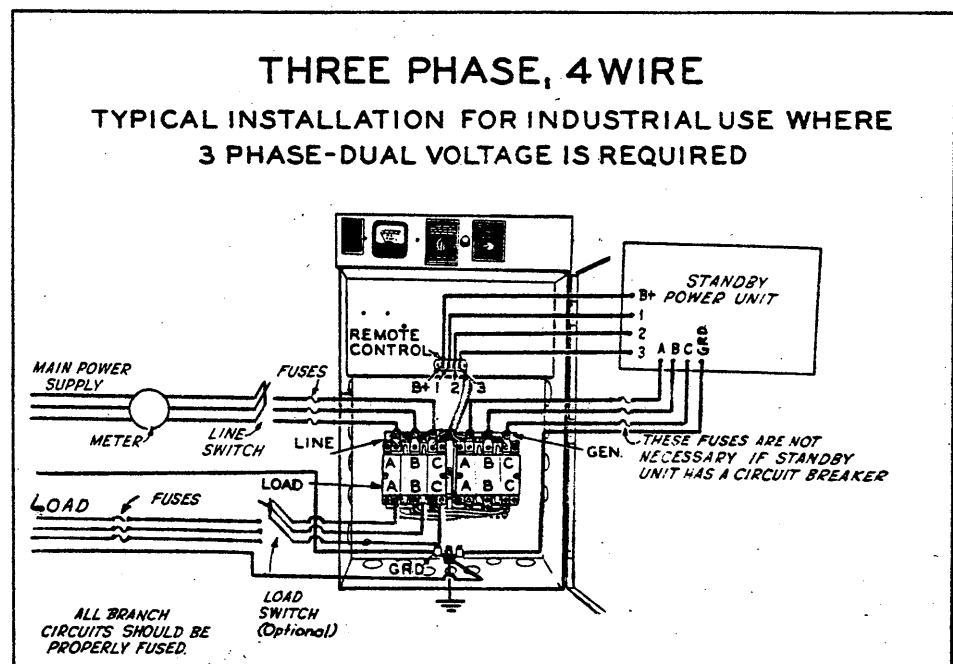 THREE PHASE, 4 WIRE
TYPICAL INSTALLATION FOR INDUSTRIAL USE WHERE
3 PHASE-DUAL VOLTAGE IS REQUIRED
STANDBY
POWER UNIT
B+
1
2
3
A B C GRD.
REMOTE
CONTROL
B+ 1 2 3
MAIN POWER
SUPPLY
FUSES
METER
LINE
SWITCH
LINE
GEN.
THESE FUSES ARE NOT
NECESSARY IF STANDBY
UNIT HAS A CIRCUIT BREAKER
A B C A B C
LOAD
A B C A B C
LOAD
FUSES
GRD.
LOAD
SWITCH
(Optional)
ALL BRANCH
CIRCUITS SHOULD BE
PROPERLY FUSED.